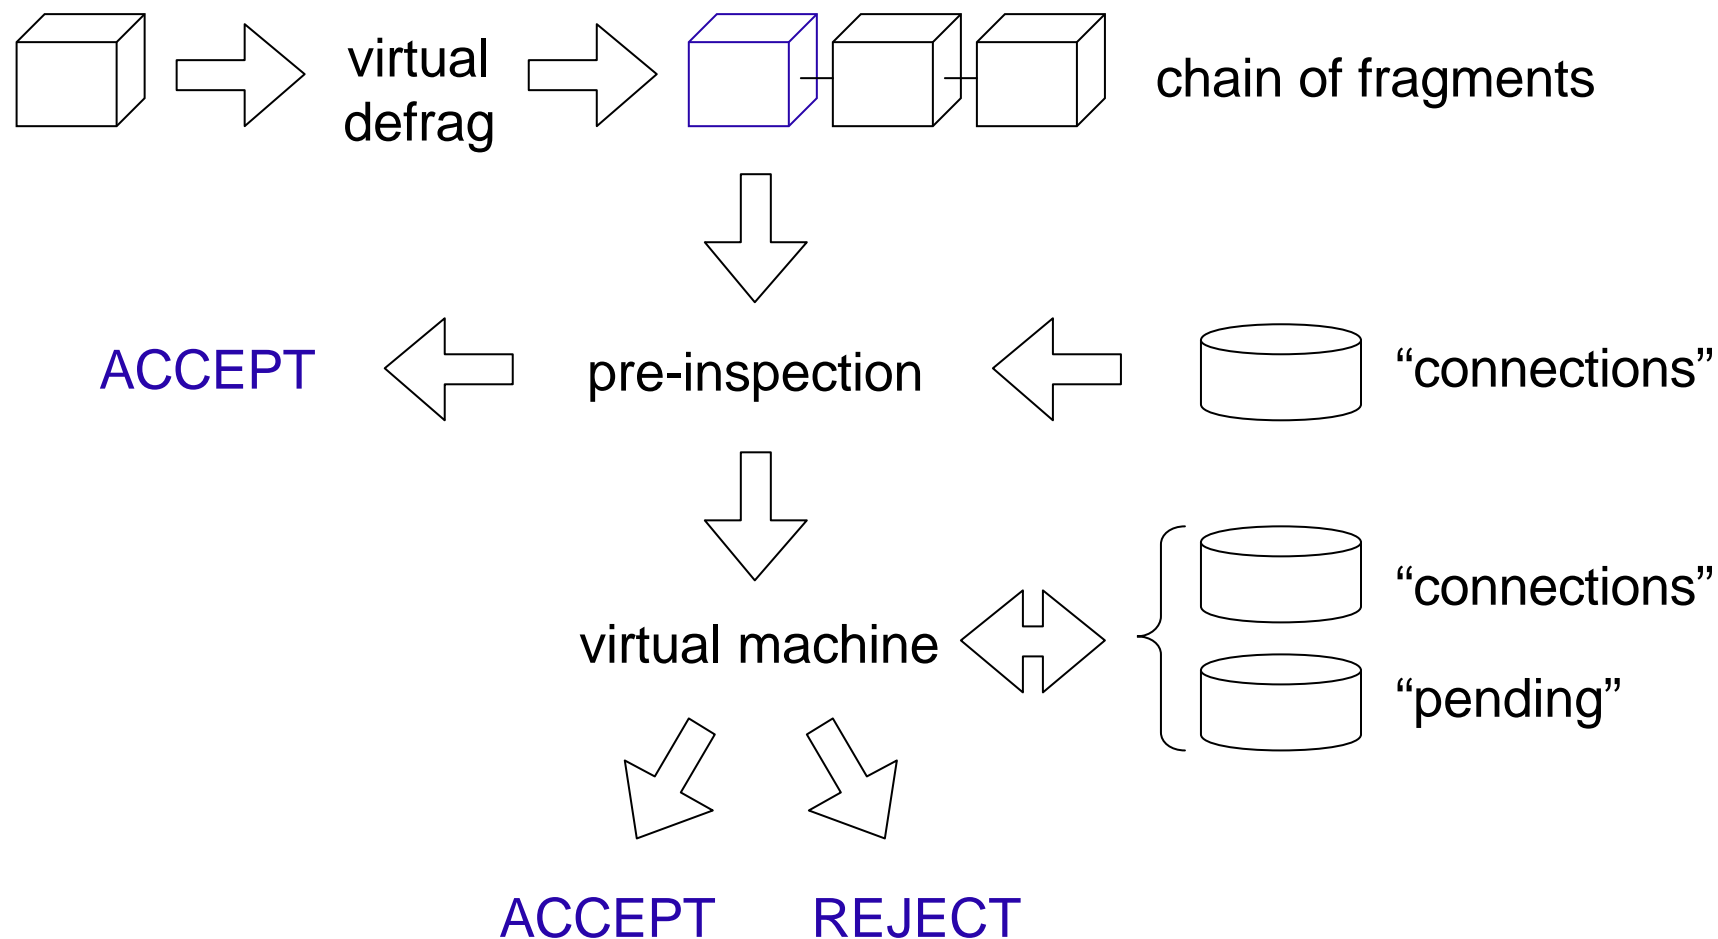 virtual
defrag
chain of fragments
ACCEPT
pre-inspection
“connections”
“connections”
virtual machine
“pending”
ACCEPT
REJECT